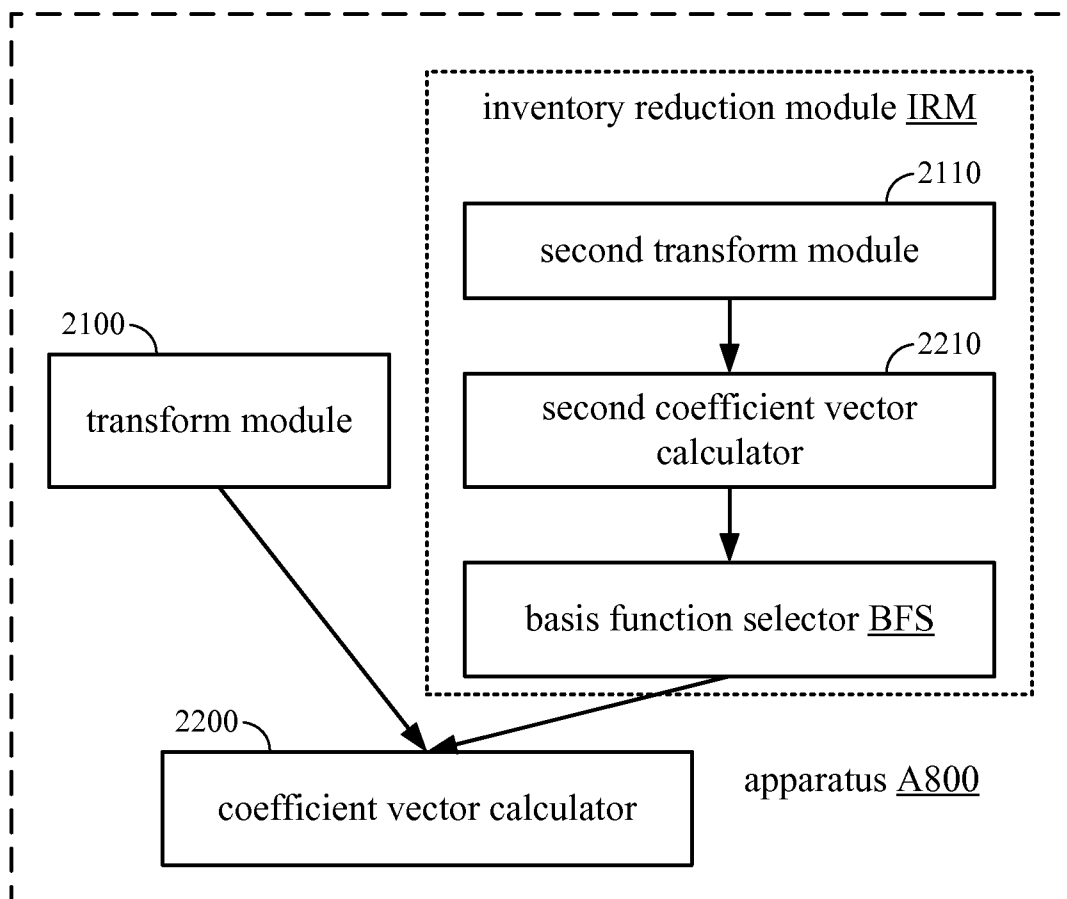 inventory reduction module IRM
2110
second transform module
2100
transform module
2210
second coefficient vector
calculator
basis function selector BFS
2200
coefficient vector calculator
apparatus A800